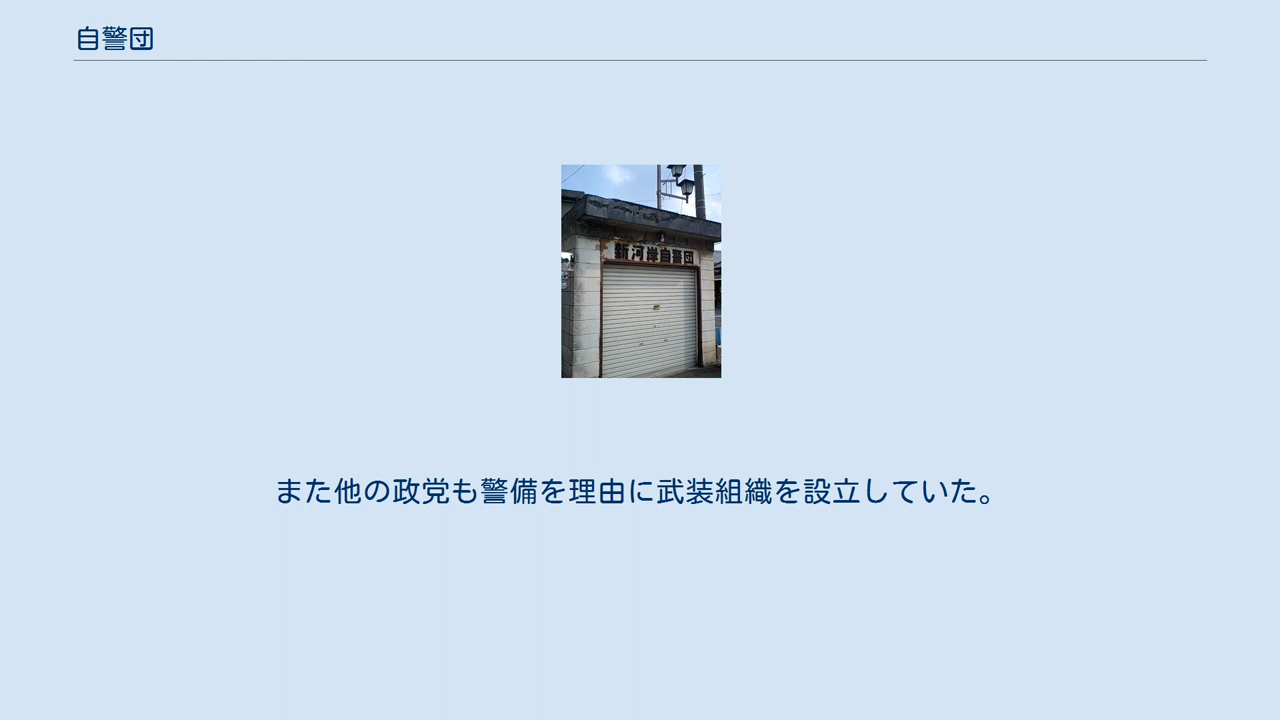 自警団
新河岸自警団
また他の政党も警備を理由に武装組織を設立していた。